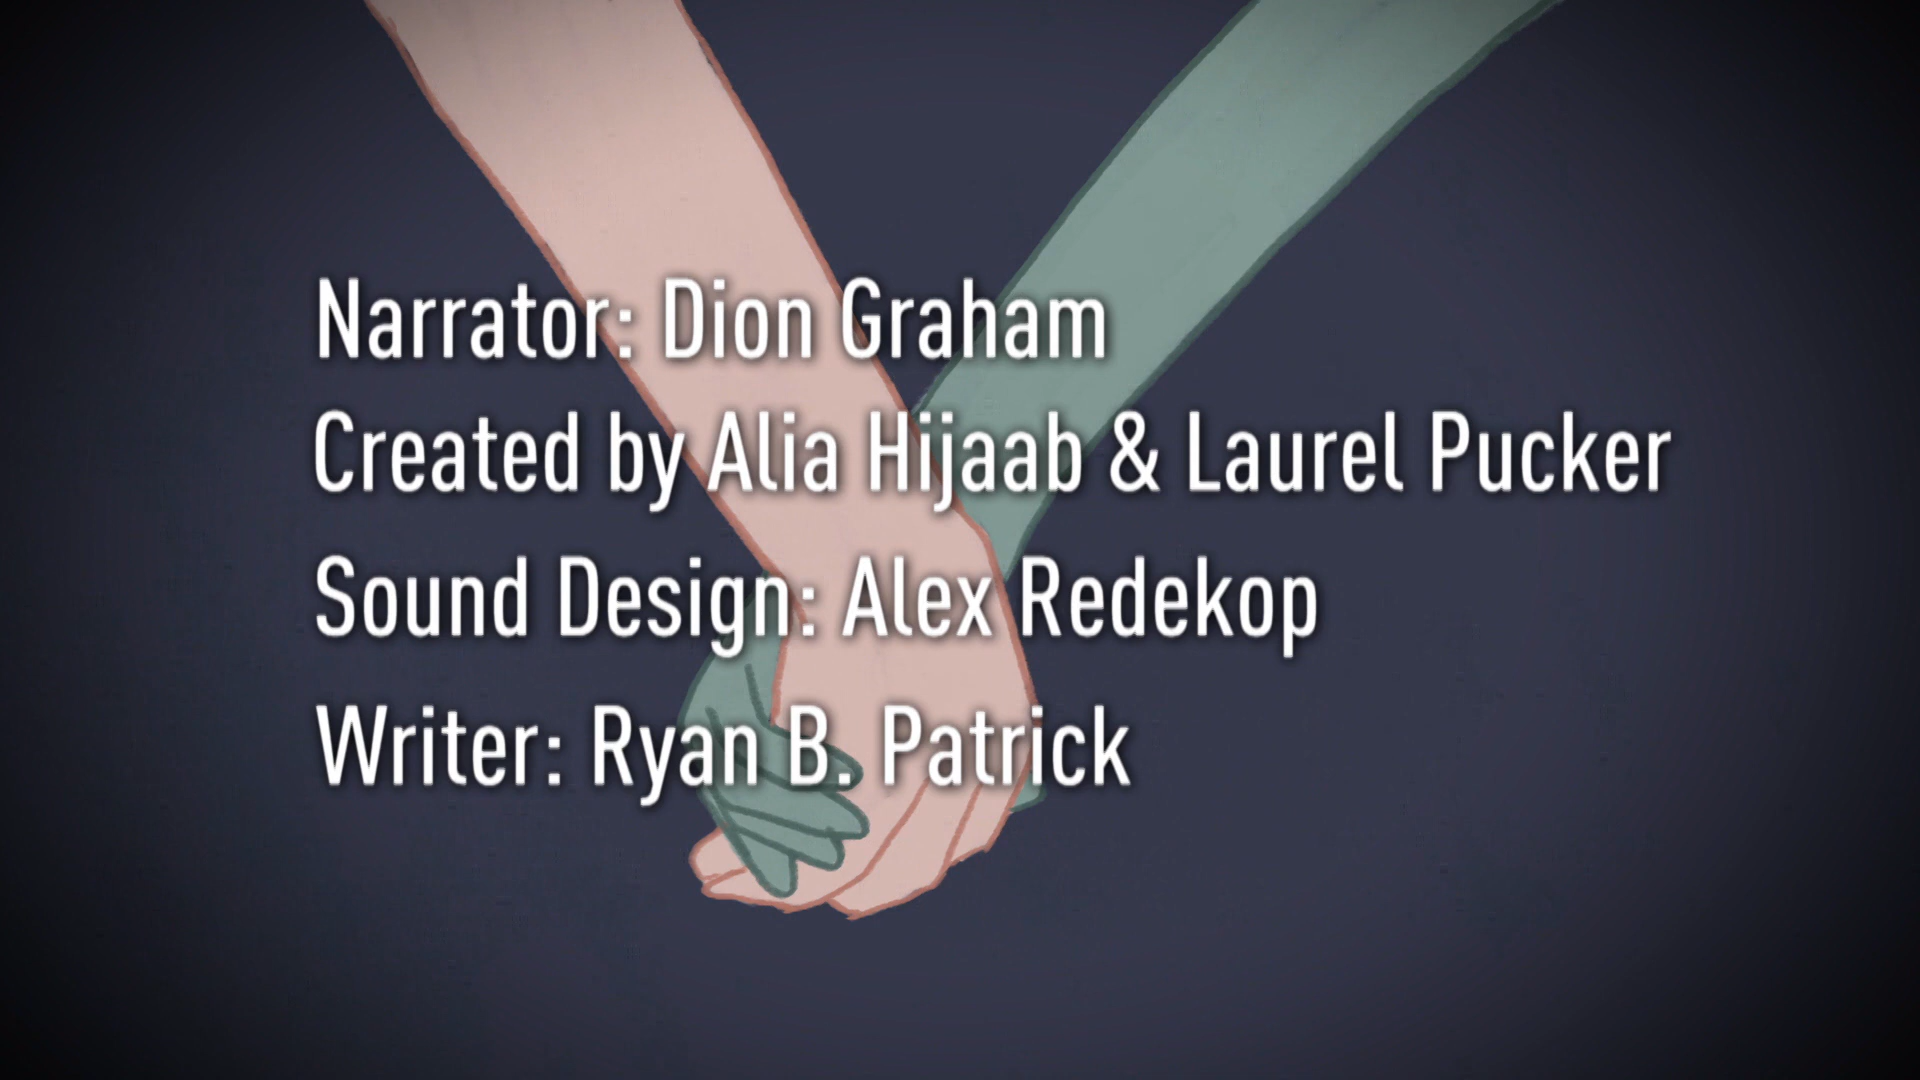 Narrator: Dion Graham
Created by Alia Hijaab & Laurel Pucker
Sound Design: Alex Redekop
Writer: Ryan B. Patrick